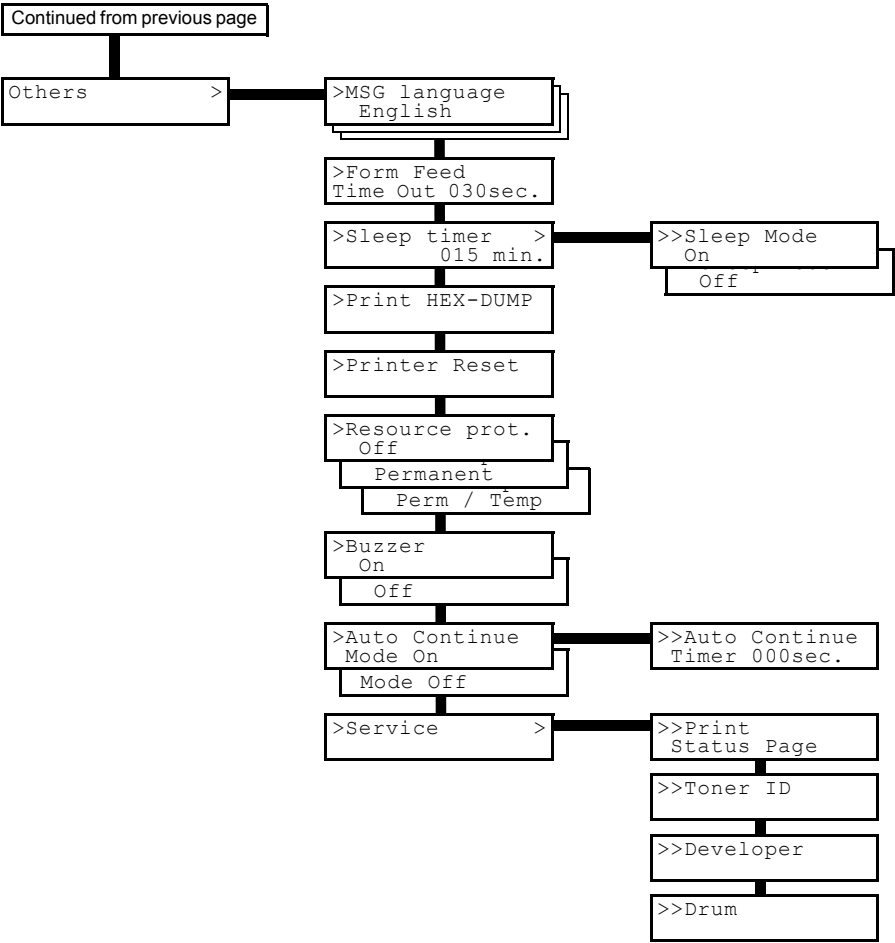 Continued from previous page
Others >
>MSG language
English
>Form Feed
Time Out 030sec.
>Sleep timer >
015 min.
>>Sleep Mode
On
Off
>Print HEX-DUMP
>Printer Reset
>Resource prot.
Off
Permanent
Perm / Temp
>Buzzer
On
Off
>Auto Continue
Mode On
Mode Off
>>Auto Continue
Timer 000sec.
>Service >
>>Print
Status Page
>>Toner ID
>>Developer
>>Drum